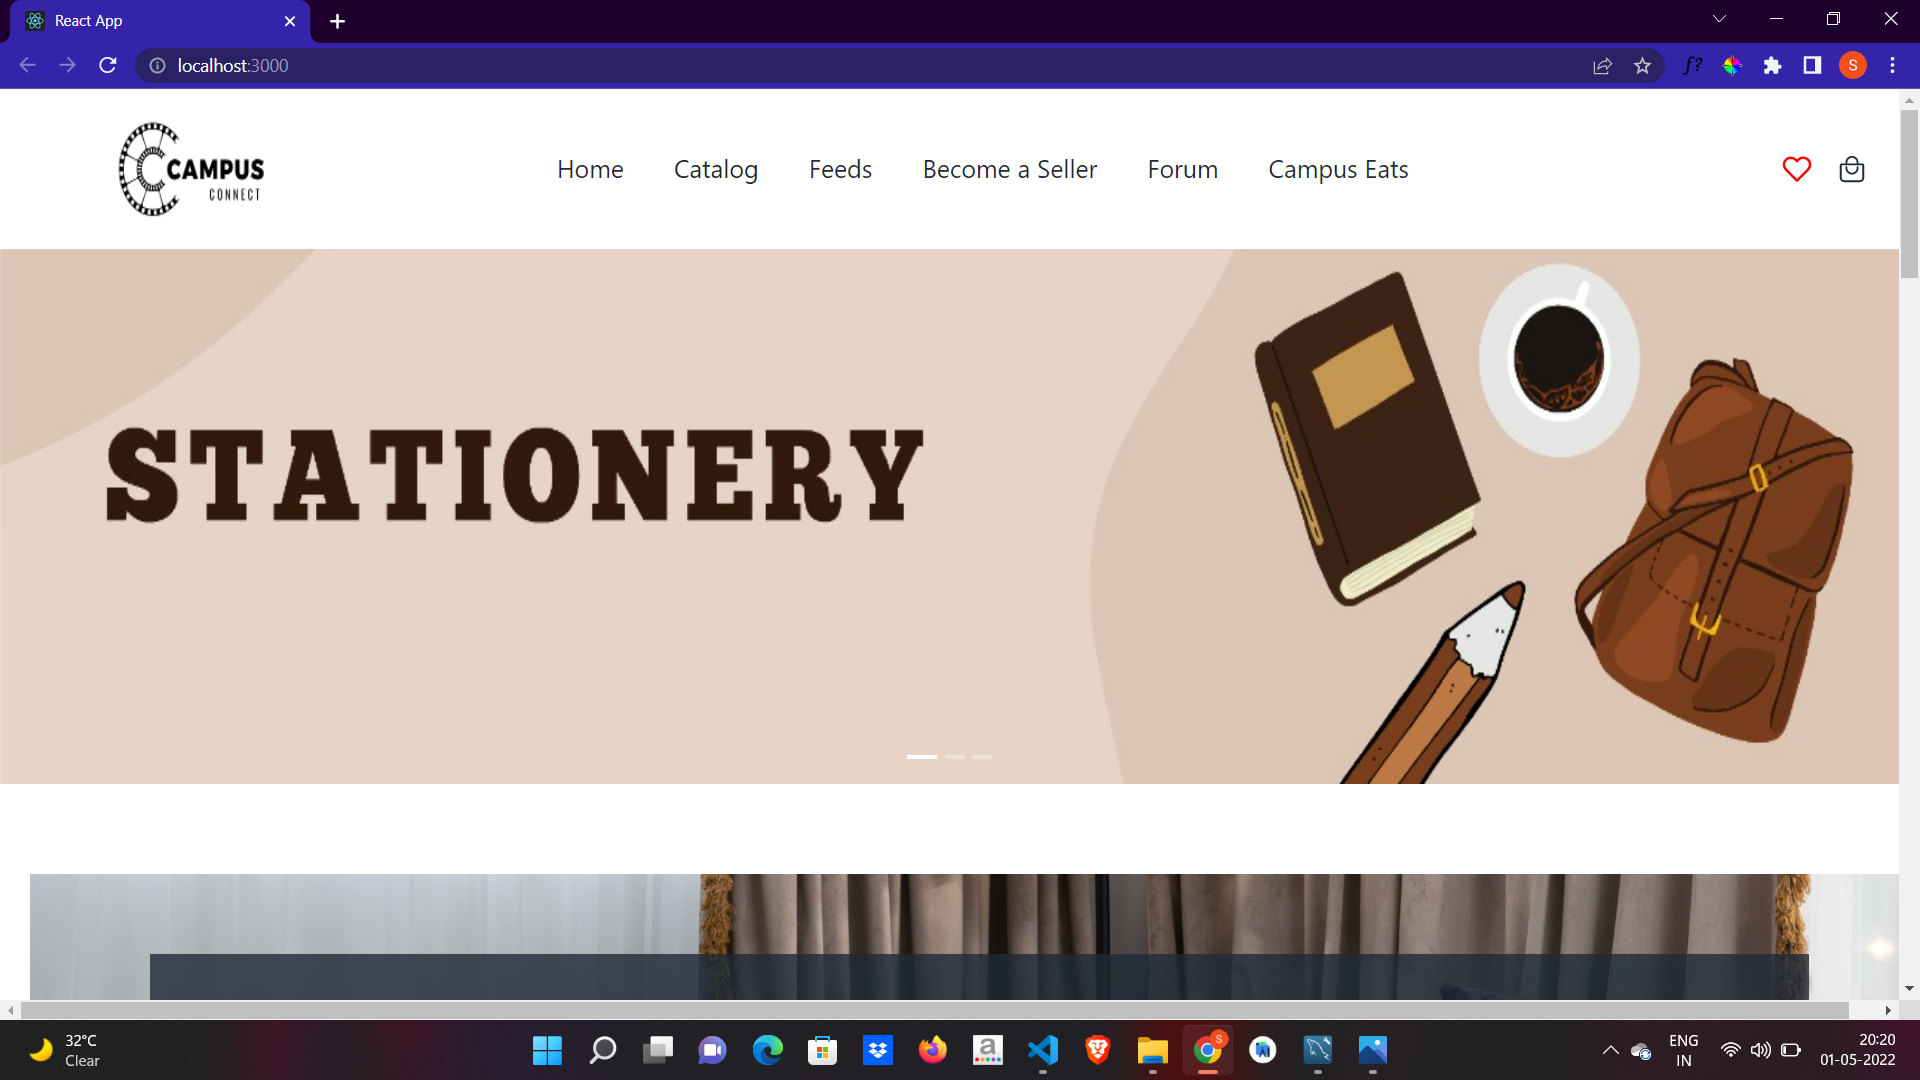 React App
localhost:3000
f?
S
CAMPUS
CONNECT
Home
Catalog
Feeds
Become a Seller
Forum
Campus Eats
STATIONERY
32°C
Clear
a
S
ENG
IN
20:20
01-05-2022